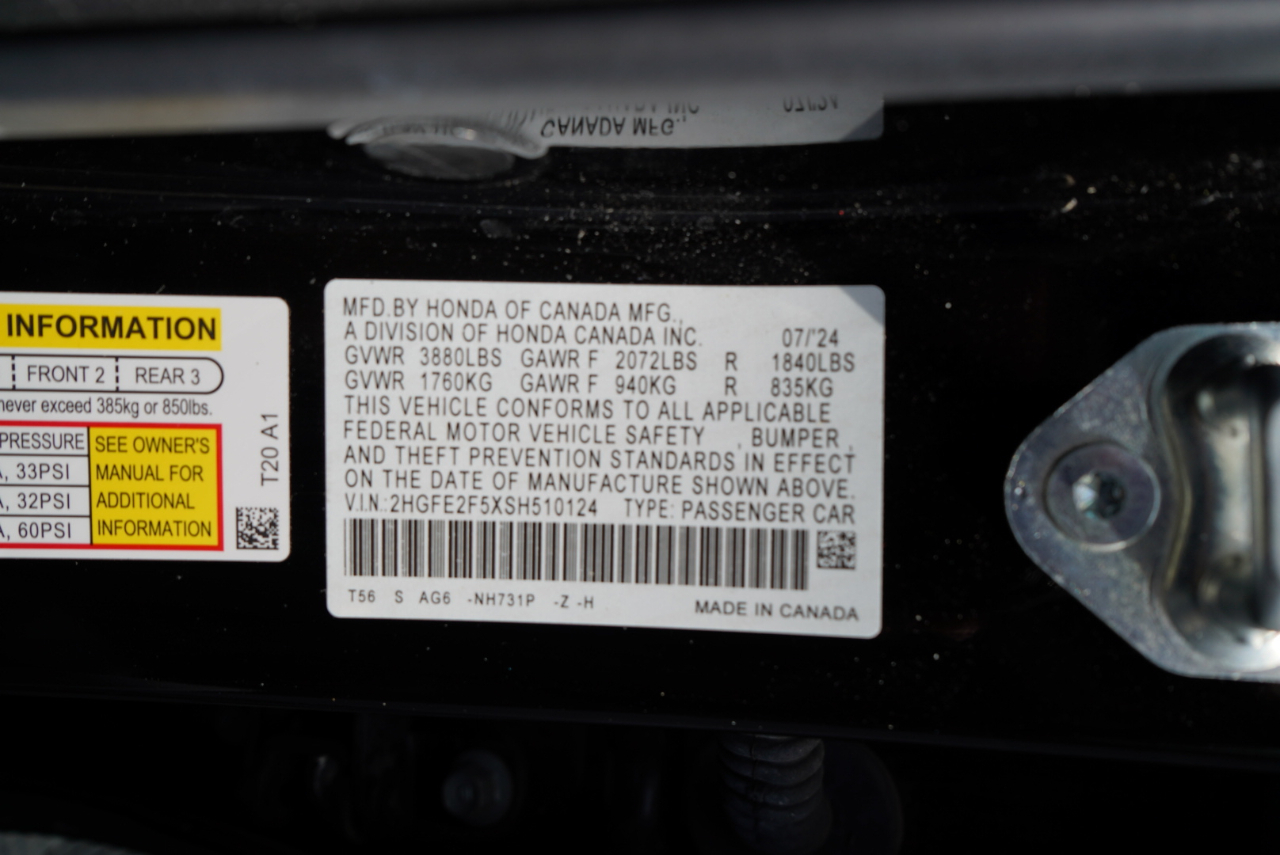 INFORMATION
FRONT 2 REAR 3
never exceed 385kg or 850lbs.
PRESSURE SEE OWNER'S
, 33PSI MANUAL FOR
, 32PSI ADDITIONAL
, 60PSI INFORMATION
T20 A1
CANADA MFG.,
07/'24
MFD.BY HONDA OF CANADA MFG.,
A DIVISION OF HONDA CANADA INC. 07/'24
GVWR 3880LBS GAWR F 2072LBS R 1840LBS
GVWR 1760KG GAWR F 940KG R 835KG
THIS VEHICLE CONFORMS TO ALL APPLICABLE
FEDERAL MOTOR VEHICLE SAFETY , BUMPER ,
AND THEFT PREVENTION STANDARDS IN EFFECT
ON THE DATE OF MANUFACTURE SHOWN ABOVE.
V.I.N.:2HGFE2F5XSH510124 TYPE: PASSENGER CAR
T56 S AG6 -NH731P -Z -H
MADE IN CANADA